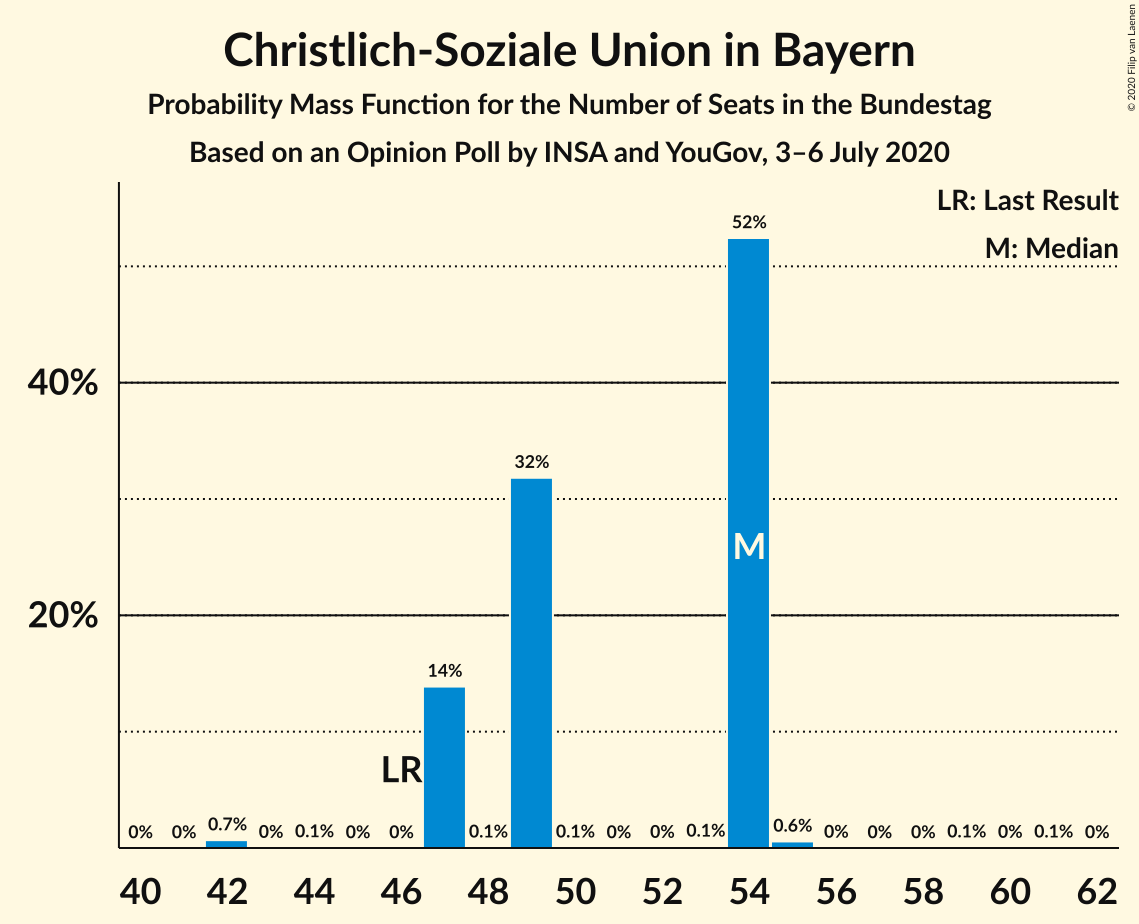 Christlich-Soziale Union in Bayern
Probability Mass Function for the Number of Seats in the Bundestag
Based on an Opinion Poll by INSA and YouGov, 3–6 July 2020
© 2020 Filip van Laenen
LR: Last Result
M: Median
52%
40%
32%
M
20%
14%
LR
0% 0% 0.7% 0% 0.1% 0% 0% 0.1% 0.1% 0% 0% 0.1% 0.6% 0% 0% 0% 0.1% 0% 0.1% 0%
40 42 44 46 48 50 52 54 56 58 60 62